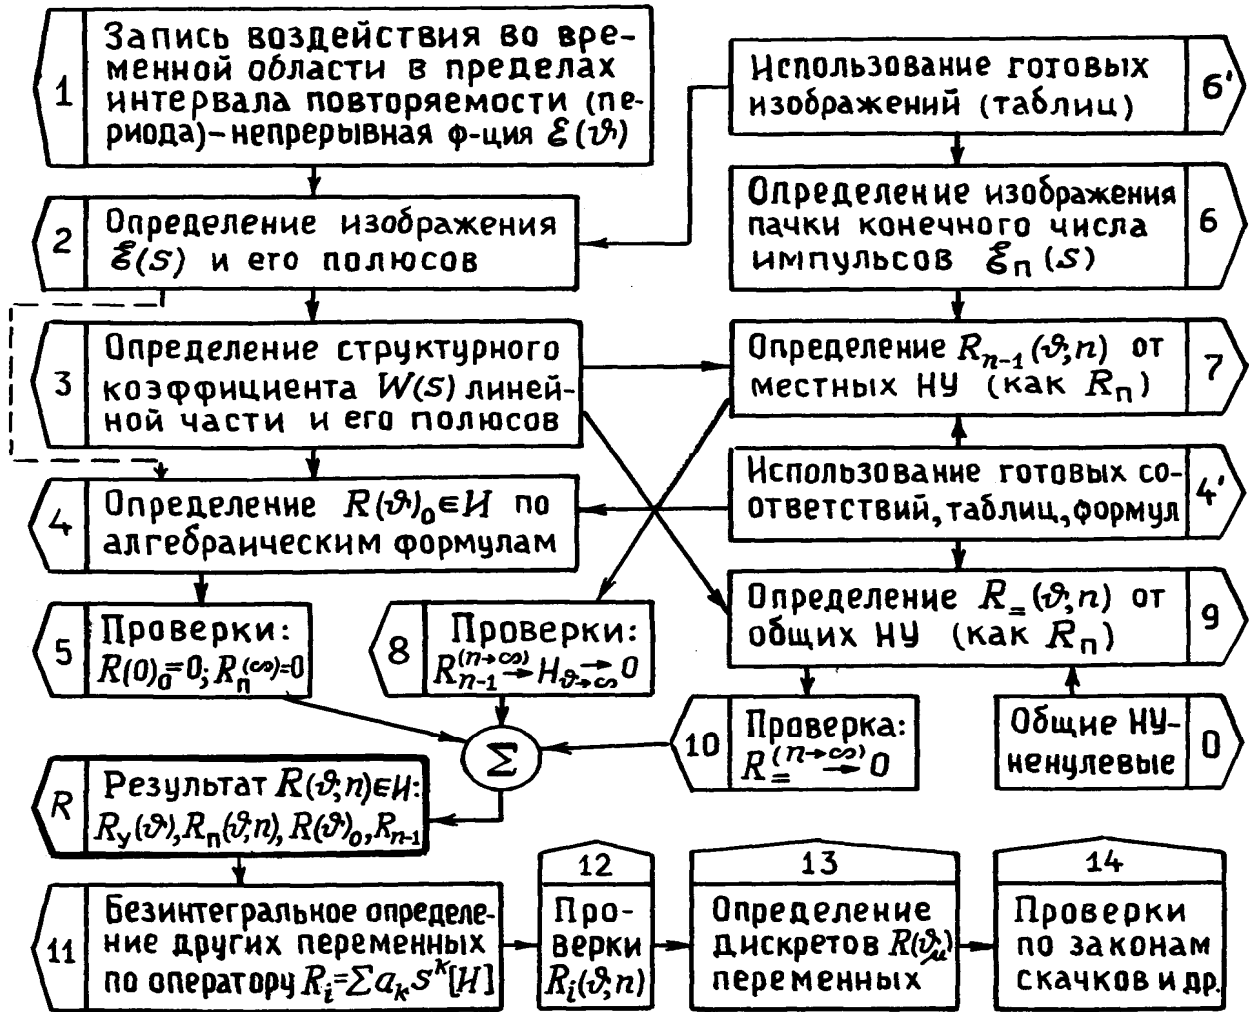 1
Запись воздействия во вре-
менной области в пределах
интервала повторяемости (пе-
риода)-непрерывная ф-ция ℰ(ϑ)
2
Определение изображения
ℰ(s) и его полюсов
3
Определение структурного
коэффициента W(s) линей-
ной части и его полюсов
4
Определение R(ϑ)₀∈И по
алгебраическим формулам
5
Проверки:
R(0)₀=0; Rп(∞)=0
6'
Использование готовых
изображений (таблиц)
6
Определение изображения
пачки конечного числа
импульсов ℰп(s)
7
Определение Rn-1(ϑ,n) от
местных НУ (как Rп)
4'
Использование готовых со-
ответствий, таблиц, формул
9
Определение R=(ϑ,n) от
общих НУ (как Rп)
8
Проверки:
Rn-1(n→∞)→Hϑ→∞→0
10
Проверка:
R=(n→∞)→0
0
Общие НУ-
ненулевые
Σ
R
Результат R(ϑ,n)∈И:
Rу(ϑ), Rп(ϑ,n), R(ϑ)₀, Rn-1
11
Безинтегральное определе-
ние других переменных
по оператору Ri=Σaₖsᵏ[И]
12
Про-
верки
Ri(ϑ,n)
13
Определение
дискретов R(ϑμ)
переменных
14
Проверки
по законам
скачков и др.